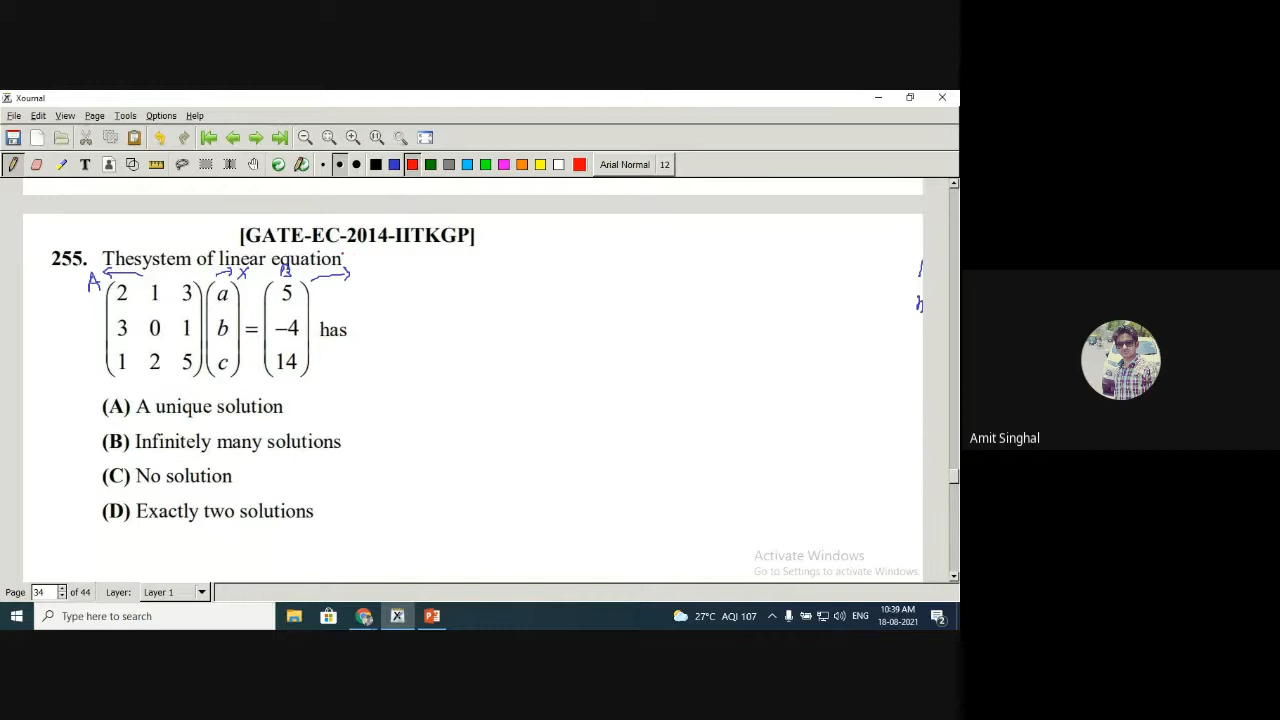 Xournal
File Edit View Page Tools Options Help
T
Arial Normal 12
[GATE-EC-2014-IITKGP]
255. Thesystem of linear equation
A X B
2 1 3 a 5
3 0 1 b = −4 has
1 2 5 c 14
(A) A unique solution
(B) Infinitely many solutions
(C) No solution
(D) Exactly two solutions
Amit Singhal
Activate Windows
Go to Settings to activate Windows.
Page 34 of 44 Layer: Layer 1
Type here to search
27°C AQI 107 ENG 10:39 AM
18-08-2021 2